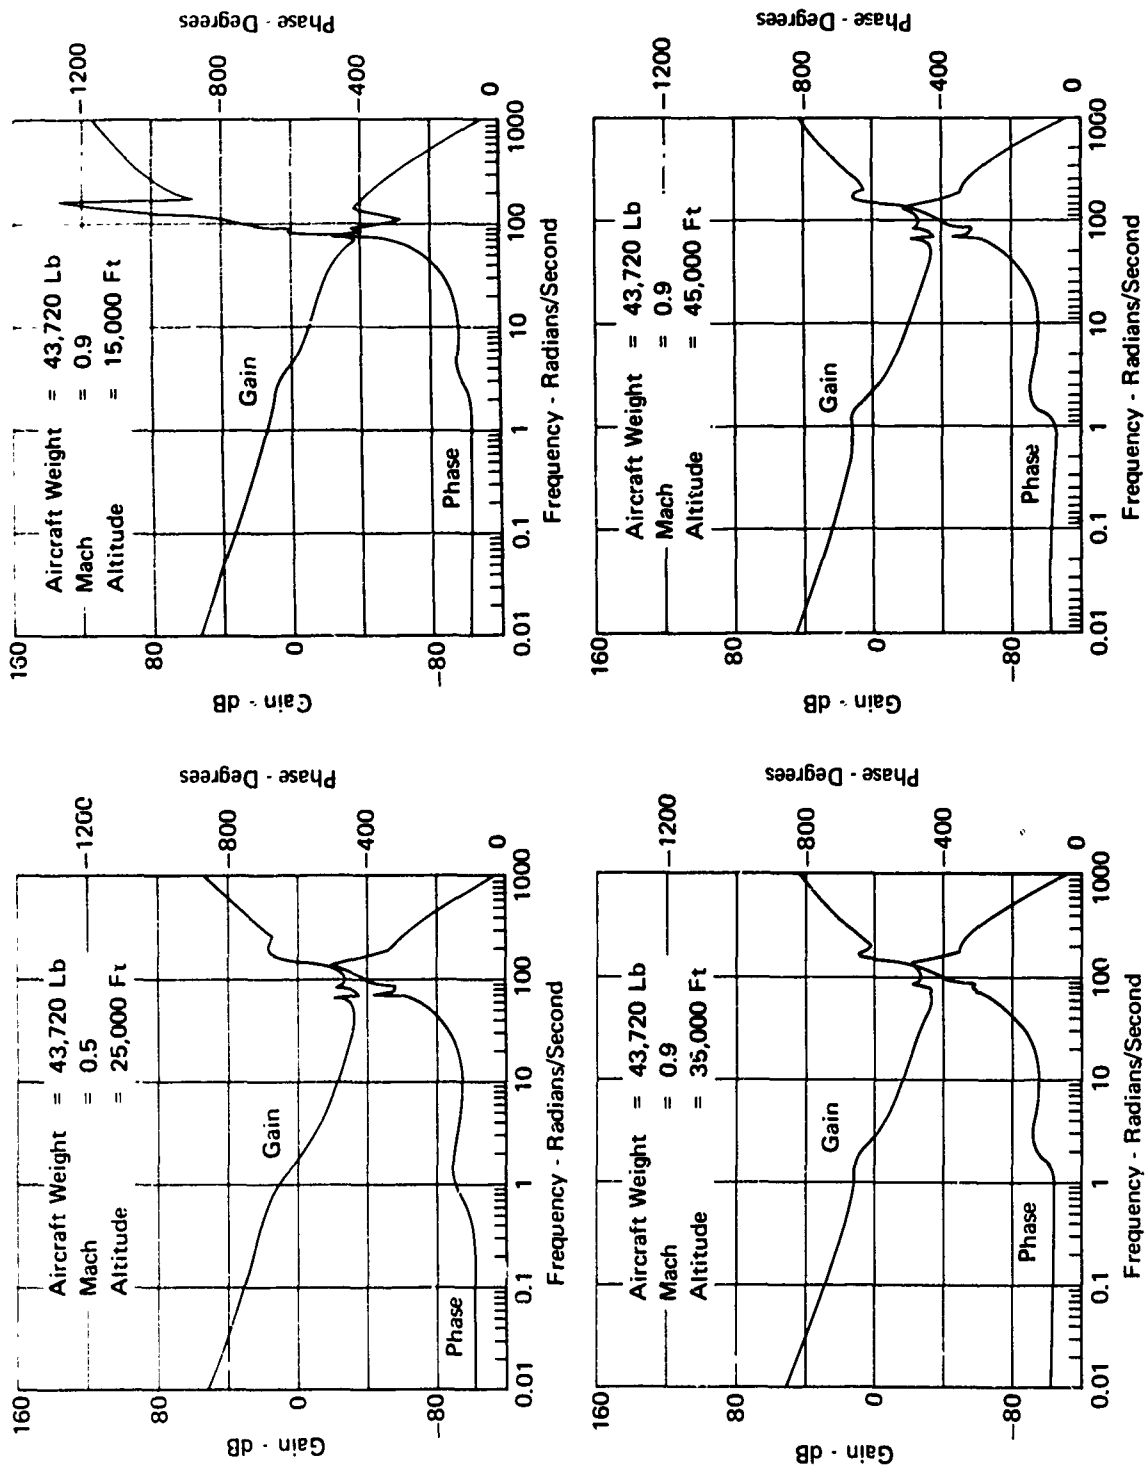 Aircraft Weight = 43,720 Lb
Mach = 0.5
Altitude = 25,000 Ft
Gain - dB
160
80
0
−80
Phase - Degrees
−1200
−800
−400
0
Gain
Phase
0.01 0.1 1 10 100 1000
Frequency - Radians/Second
Aircraft Weight = 43,720 Lb
Mach = 0.9
Altitude = 15,000 Ft
Gain - dB
160
80
0
−80
Phase - Degrees
−1200
−800
−400
0
Gain
Phase
0.01 0.1 1 10 100 1000
Frequency - Radians/Second
Aircraft Weight = 43,720 Lb
Mach = 0.9
Altitude = 35,000 Ft
Gain - dB
160
80
0
−80
Phase - Degrees
−1200
−800
−400
0
Gain
Phase
0.01 0.1 1 10 100 1000
Frequency - Radians/Second
Aircraft Weight = 43,720 Lb
Mach = 0.9
Altitude = 45,000 Ft
Gain - dB
160
80
0
−80
Phase - Degrees
−1200
−800
−400
0
Gain
Phase
0.01 0.1 1 10 100 1000
Frequency - Radians/Second